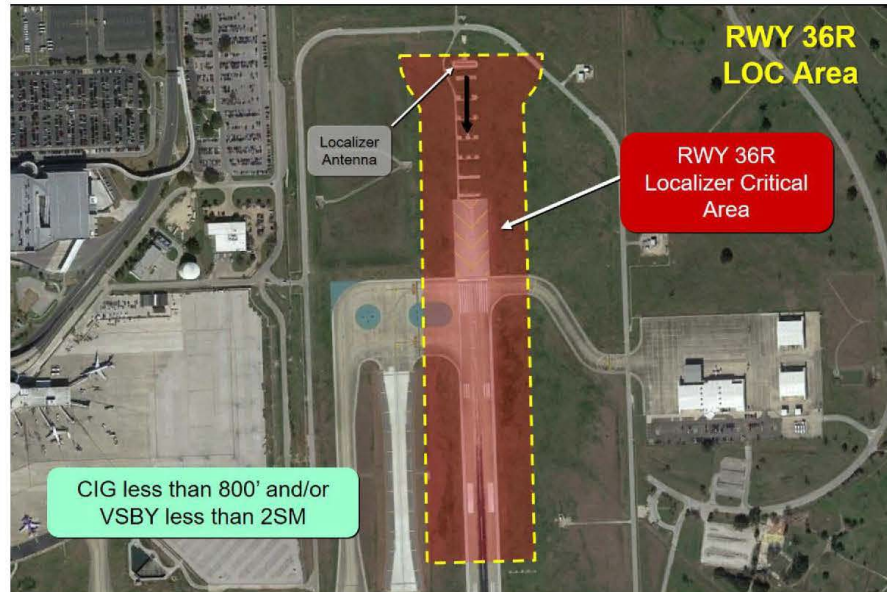 RWY 36R
LOC Area
Localizer
Antenna
RWY 36R
Localizer Critical
Area
CIG less than 800' and/or
VSBY less than 2SM